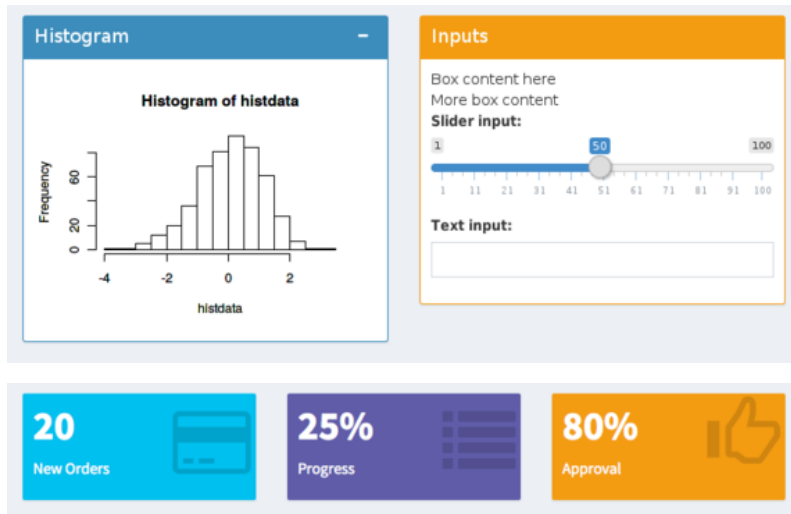 Histogram
Histogram of histdata
Frequency
60
20
0
-4 -2 0 2
histdata
Inputs
Box content here
More box content
Slider input:
1 50 100
1 11 21 31 41 51 61 71 81 91 100
Text input:
20
New Orders
25%
Progress
80%
Approval